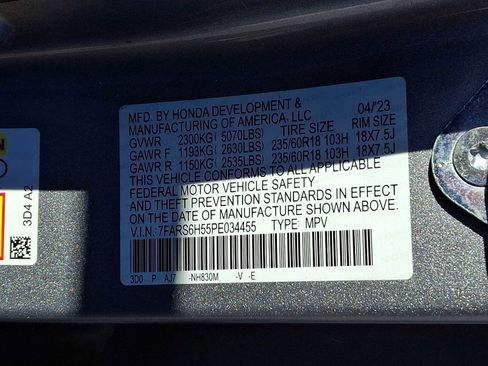 MFD. BY HONDA DEVELOPMENT & 04/'23
MANUFACTURING OF AMERICA, LLC
GVWR 2300KG( 5070LBS) TIRE SIZE RIM SIZE
GAWR F 1193KG( 2630LBS) 235/60R18 103H 18X7.5J
GAWR R 1150KG( 2535LBS) 235/60R18 103H 18X7.5J
THIS VEHICLE CONFORMS TO ALL APPLICABLE
FEDERAL MOTOR VEHICLE SAFETY
AND THEFT PREVENTION STANDARDS IN EFFECT
ON THE DATE OF MANUFACTURE SHOWN ABOVE.
V.I.N: 7FARS6H55PE034455 TYPE: MPV
3D0 P AJ7 -NH830M -V -E
3D4 A2